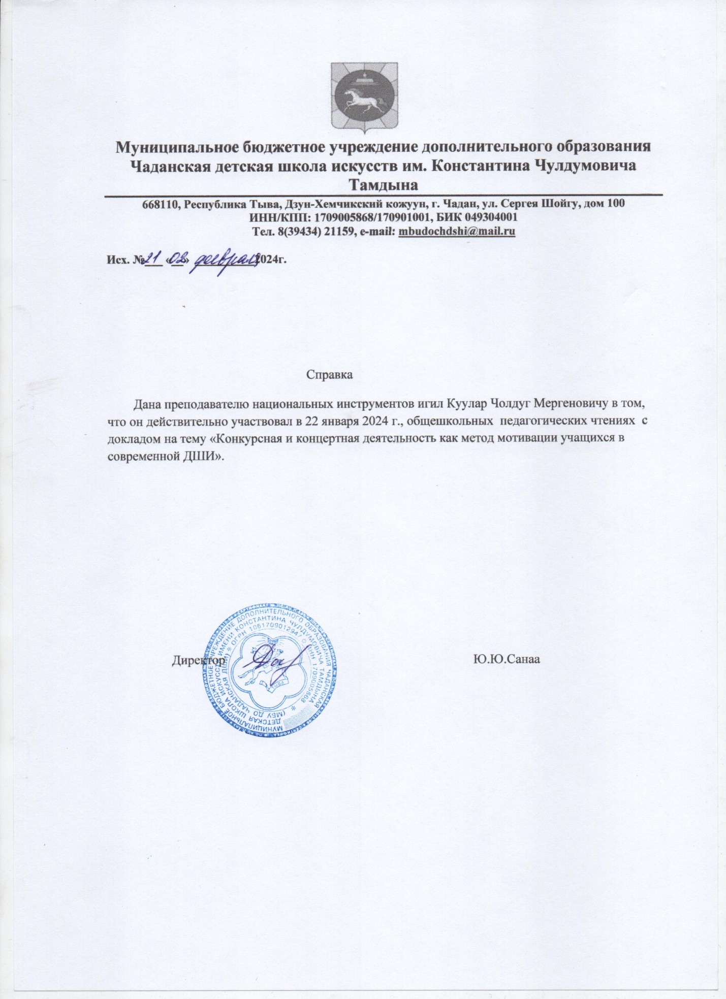 Муниципальное бюджетное учреждение дополнительного образования
Чаданская детская школа искусств им. Константина Чулдумовича
Тамдына
668110, Республика Тыва, Дзун-Хемчикский кожуун, г. Чадан, ул. Сергея Шойгу, дом 100
ИНН/КПП: 1709005868/170901001, БИК 049304001
Тел. 8(39434) 21159, e-mail: mbudochdshi@mail.ru
Исх. №21 «02» февраля 2024г.
Справка
Дана преподавателю национальных инструментов игил Куулар Чолдуг Мергеновичу в том,
что он действительно участвовал в 22 января 2024 г., общешкольных педагогических чтениях с
докладом на тему «Конкурсная и концертная деятельность как метод мотивации учащихся в
современной ДШИ».
Директор Ю.Ю.Санаа
МУНИЦИПАЛЬНОЕ БЮДЖЕТНОЕ УЧРЕЖДЕНИЕ ДОПОЛНИТЕЛЬНОГО ОБРАЗОВАНИЯ ЧАДАНСКАЯ
ДЕТСКАЯ ШКОЛА ИСКУССТВ ИМЕНИ КОНСТАНТИНА ЧУЛДУМОВИЧА ТАМДЫНА
(МБУ ДО ЧАДАНСКАЯ ДШИ) * ОГРН 1061709012947 * ИНН 1709005868 *
ТЫВА